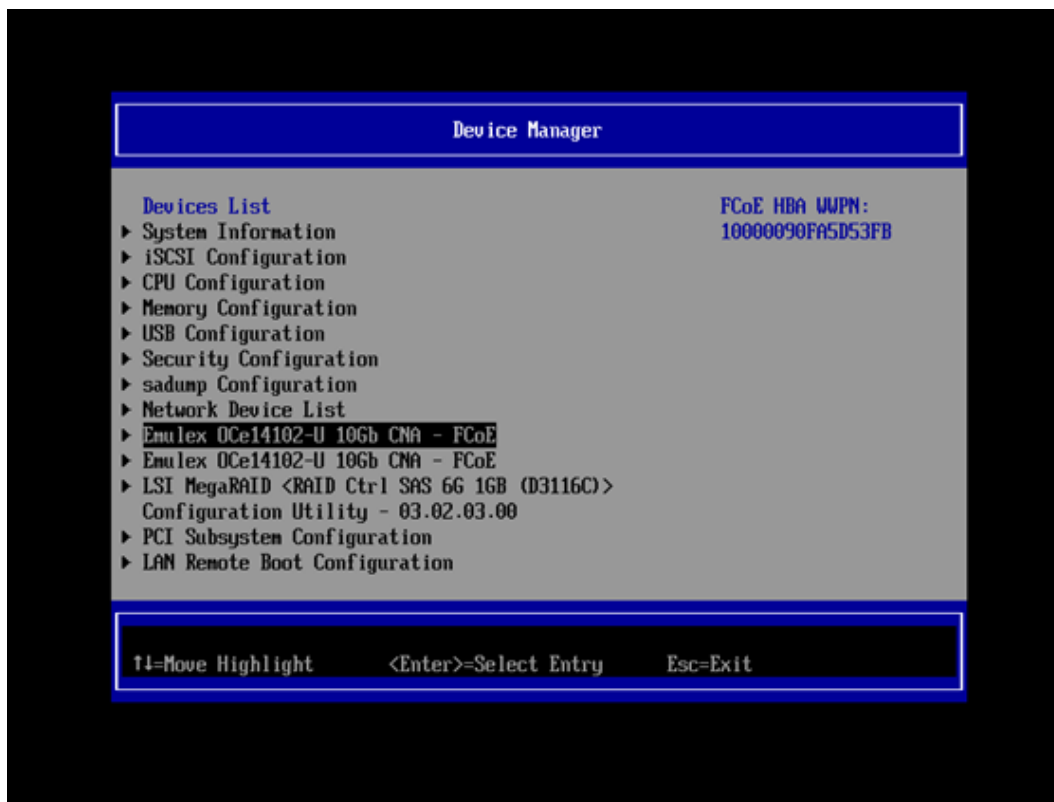 Device Manager
Devices List
FCoE HBA WWPN:
▶ System Information
10000090FA5D53FB
▶ iSCSI Configuration
▶ CPU Configuration
▶ Memory Configuration
▶ USB Configuration
▶ Security Configuration
▶ sadump Configuration
▶ Network Device List
▶ Emulex OCe14102-U 10Gb CNA - FCoE
▶ Emulex OCe14102-U 10Gb CNA - FCoE
▶ LSI MegaRAID <RAID Ctrl SAS 6G 1GB (D3116C)>
Configuration Utility - 03.02.03.00
▶ PCI Subsystem Configuration
▶ LAN Remote Boot Configuration
↑↓=Move Highlight <Enter>=Select Entry Esc=Exit